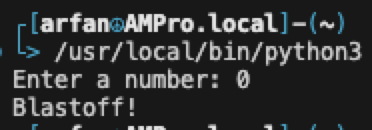 ┌[arfan☮AMPro.local]-(~)
└> /usr/local/bin/python3
Enter a number: 0
Blastoff!